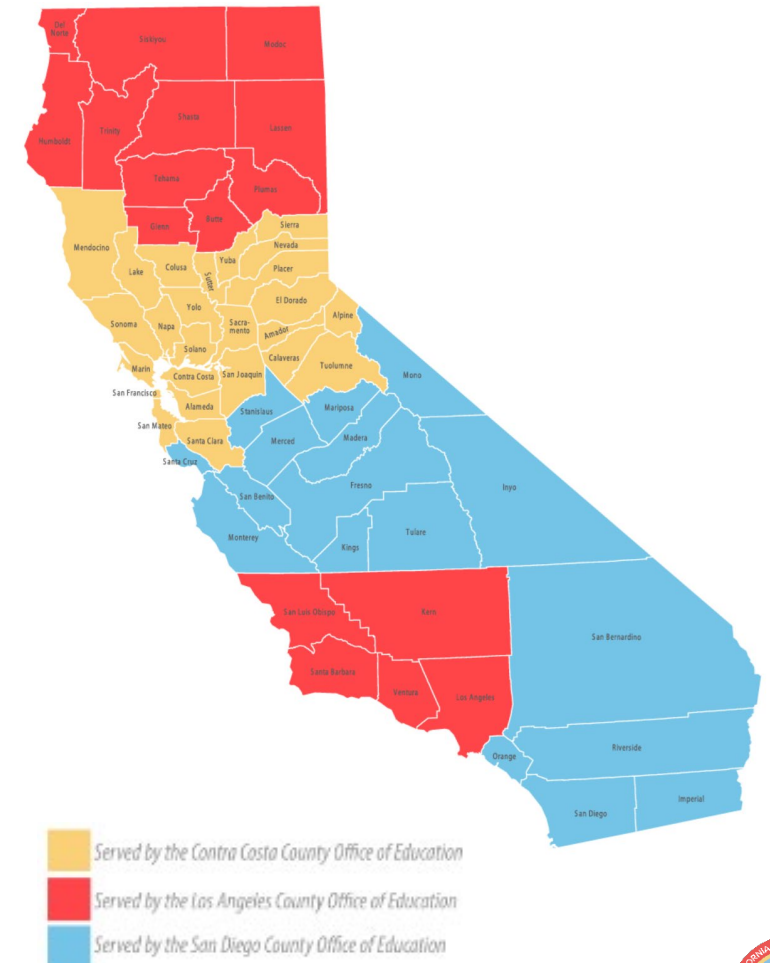 Del
Norte
Siskiyou
Modoc
Humboldt
Trinity
Shasta
Lassen
Tehama
Plumas
Glenn
Butte
Sierra
Mendocino
Nevada
Lake
Colusa
Sutter
Yuba
Placer
El Dorado
Yolo
Sonoma
Napa
Sacra-
mento
Amador
Alpine
Solano
Calaveras
Tuolumne
Marin
Contra Costa
San Joaquin
Mono
San Francisco
Alameda
Stanislaus
Mariposa
San Mateo
Santa Clara
Merced
Madera
Santa Cruz
Fresno
Inyo
San Benito
Monterey
Kings
Tulare
San Luis Obispo
Kern
San Bernardino
Santa Barbara
Ventura
Los Angeles
Orange
Riverside
San Diego
Imperial
Served by the Contra Costa County Office of Education
Served by the Los Angeles County Office of Education
Served by the San Diego County Office of Education